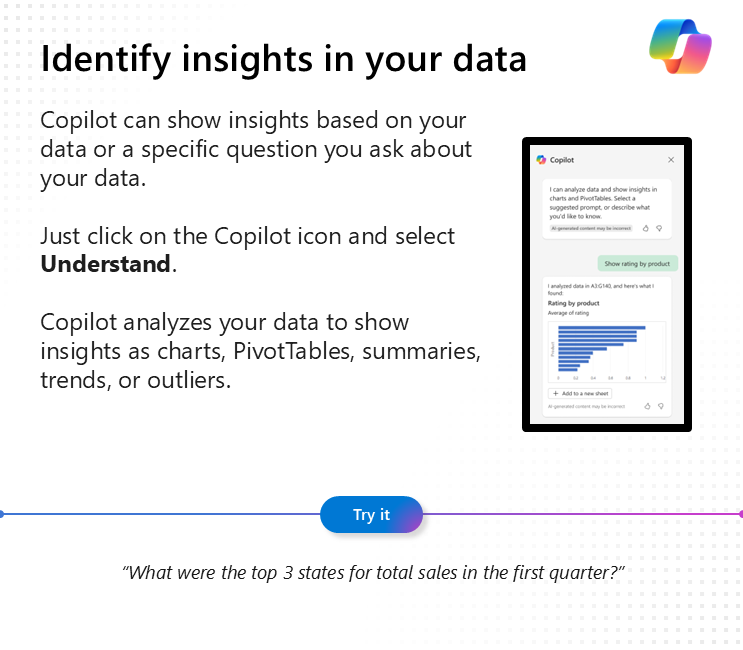 Identify insights in your data
Copilot can show insights based on your
data or a specific question you ask about
your data.
Just click on the Copilot icon and select
Understand.
Copilot analyzes your data to show
insights as charts, PivotTables, summaries,
trends, or outliers.
Copilot
I can analyze data and show insights in
charts and PivotTables. Select a
suggested prompt, or describe what
you'd like to know.
AI-generated content may be incorrect
Show rating by product
I analyzed data in A3:G140, and here's what I
found:
Rating by product
Average of rating
Product
0 0.2 0.4 0.6 0.8 1 1.2
+ Add to a new sheet
AI-generated content may be incorrect
Try it
“What were the top 3 states for total sales in the first quarter?”